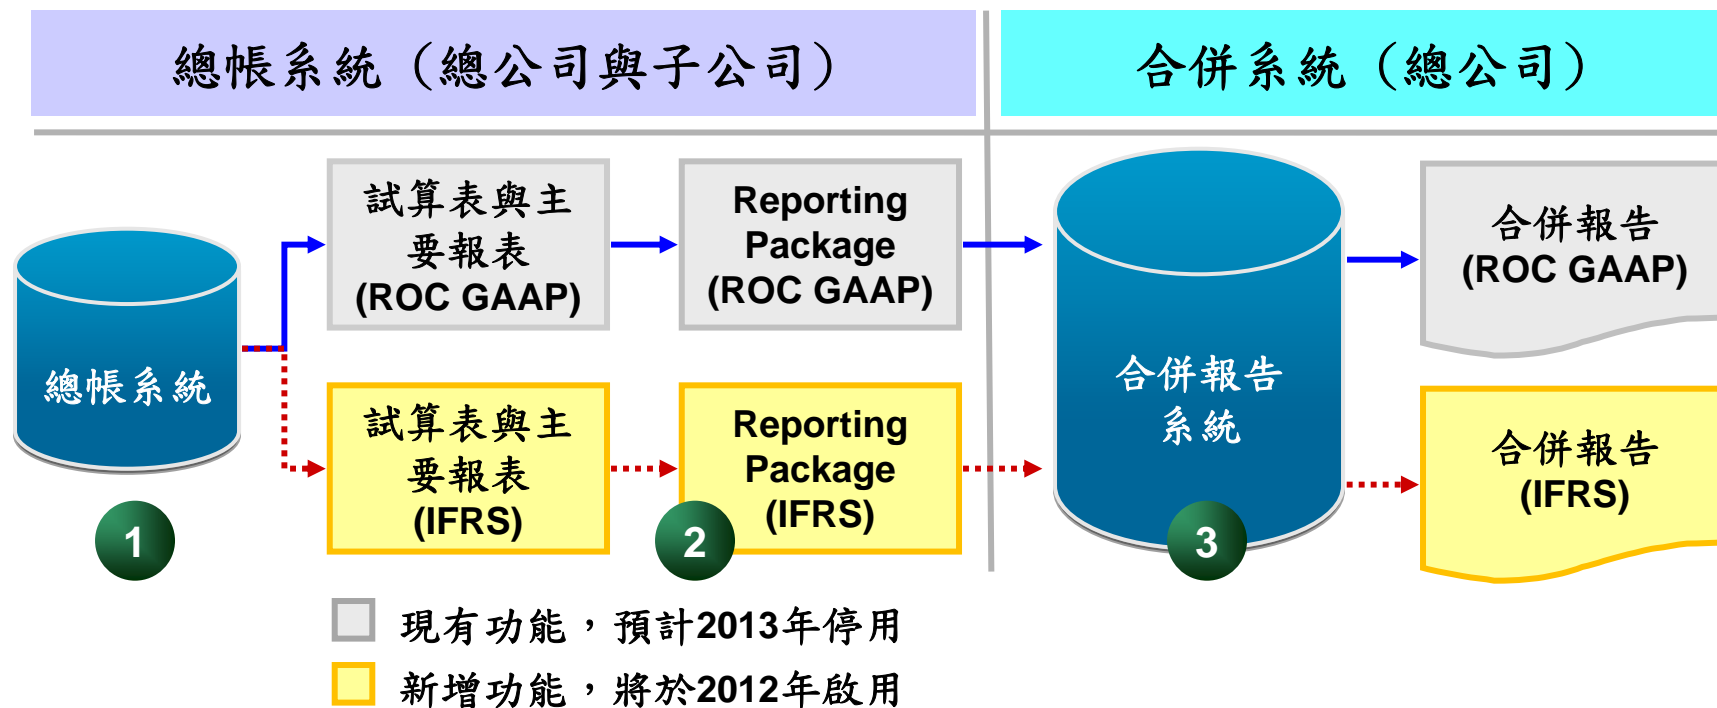 總帳系統（總公司與子公司）
合併系統（總公司）
試算表與主
要報表
(ROC GAAP)
Reporting
Package
(ROC GAAP)
合併報告
(ROC GAAP)
總帳系統
合併報告
系統
試算表與主
要報表
(IFRS)
Reporting
Package
(IFRS)
合併報告
(IFRS)
1
2
3
現有功能，預計2013年停用
新增功能，將於2012年啟用